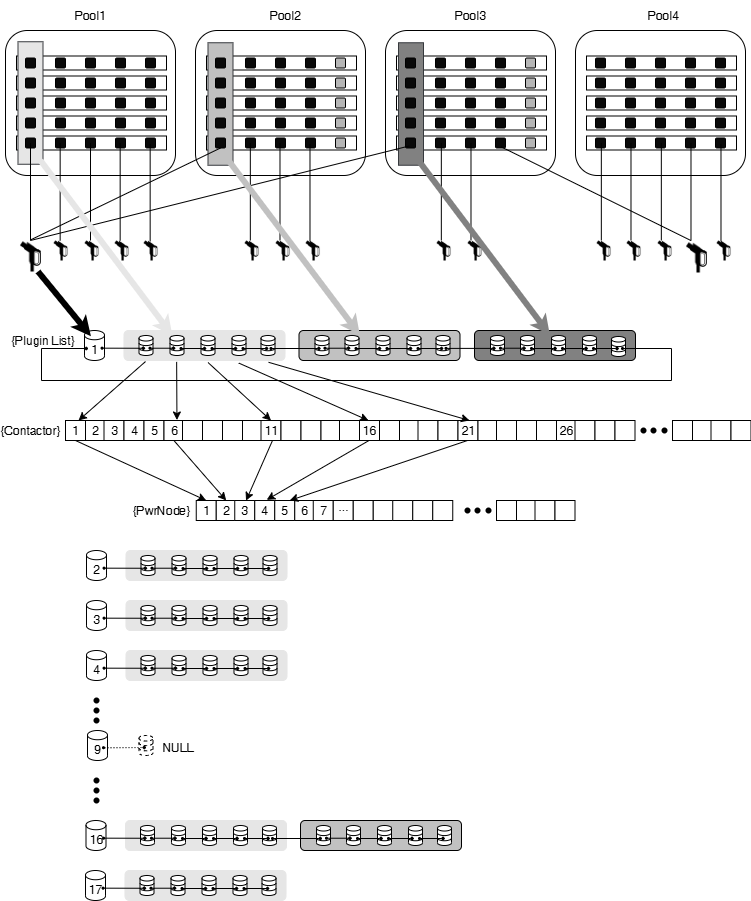 Pool1 Pool2 Pool3 Pool4
{Plugin List} 1
{Contactor} 1 2 3 4 5 6 11 16 21 26
{PwrNode} 1 2 3 4 5 6 7 ...
2
3
4
9 NULL
16
17